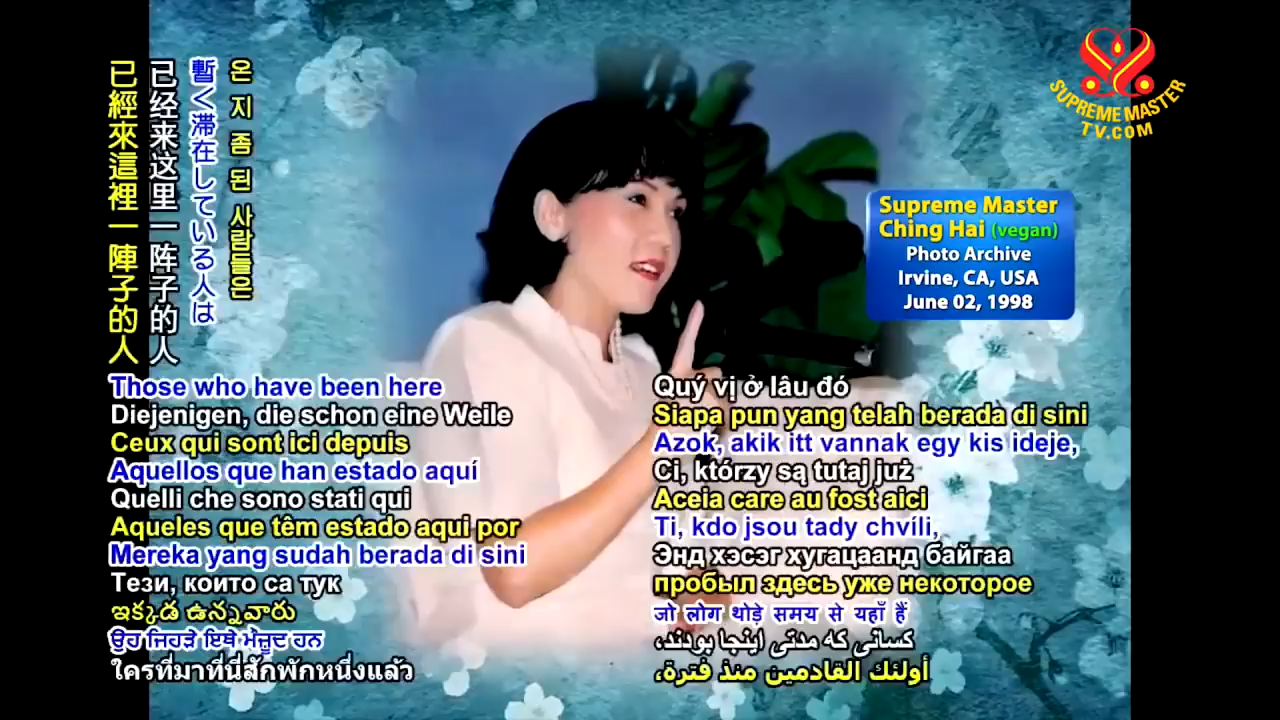 已經來這裡一陣子的人
已经来这里一阵子的人
暫く滞在している人は
온 지 좀 된 사람들은
SUPREME MASTER
TV.COM
Supreme Master
Ching Hai (vegan)
Photo Archive
Irvine, CA, USA
June 02, 1998
Those who have been here
Diejenigen, die schon eine Weile
Ceux qui sont ici depuis
Aquellos que han estado aquí
Quelli che sono stati qui
Aqueles que têm estado aqui por
Mereka yang sudah berada di sini
Тези, които са тук
ఇక్కడ ఉన్నవారు
ਉਹ ਜਿਹੜੇ ਇਥੇ ਮੌਜੂਦ ਹਨ
ใครที่มาที่นี่สักพักหนึ่งแล้ว
Quý vị ở lâu đó
Siapa pun yang telah berada di sini
Azok, akik itt vannak egy kis ideje,
Ci, którzy są tutaj już
Aceia care au fost aici
Ti, kdo jsou tady chvíli,
Энд хэсэг хугацаанд байгаа
пробыл здесь уже некоторое
जो लोग थोड़े समय से यहाँ हैं
کسانی که مدتی اینجا بودند،
أولئك القادمين منذ فترة،